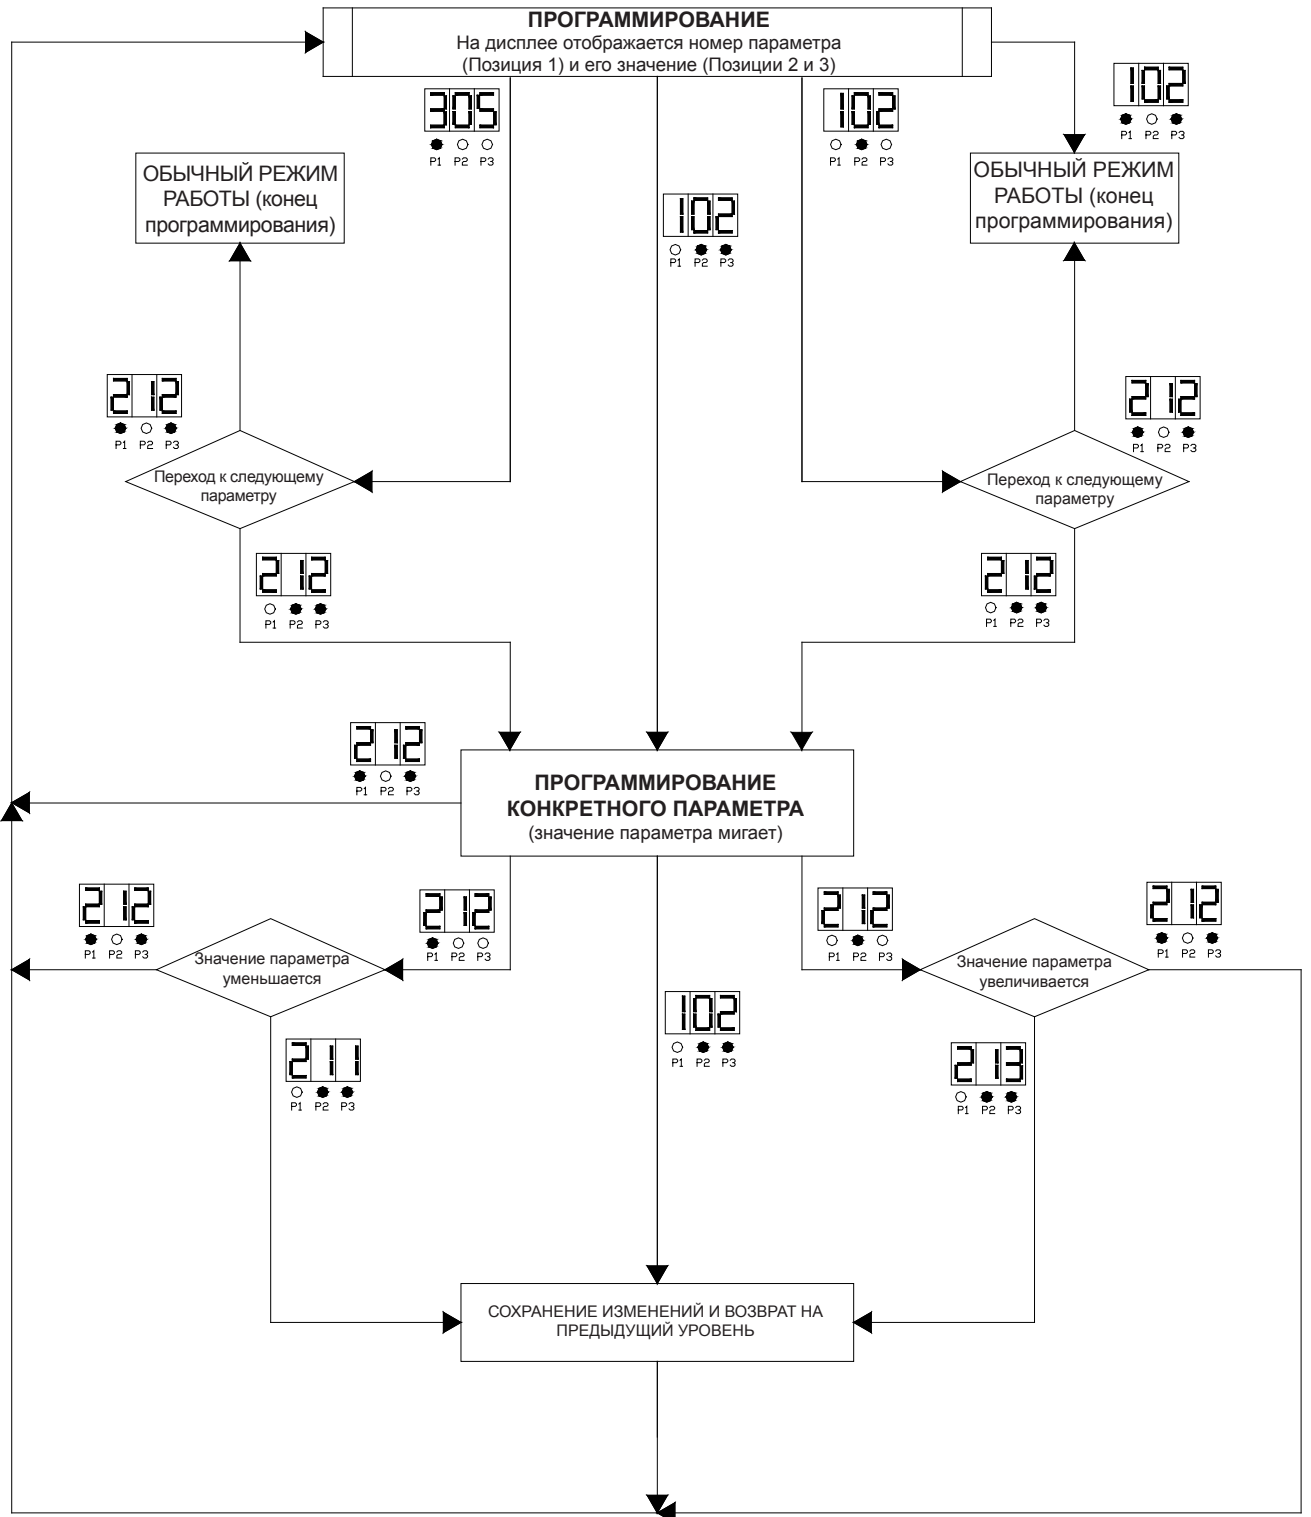 ПРОГРАММИРОВАНИЕ
На дисплее отображается номер параметра
(Позиция 1) и его значение (Позиции 2 и 3)
305
P1 P2 P3
102
P1 P2 P3
102
P1 P2 P3
ОБЫЧНЫЙ РЕЖИМ
РАБОТЫ (конец
программирования)
102
P1 P2 P3
ОБЫЧНЫЙ РЕЖИМ
РАБОТЫ (конец
программирования)
212
P1 P2 P3
212
P1 P2 P3
Переход к следующему
параметру
Переход к следующему
параметру
212
P1 P2 P3
212
P1 P2 P3
212
P1 P2 P3
ПРОГРАММИРОВАНИЕ
КОНКРЕТНОГО ПАРАМЕТРА
(значение параметра мигает)
212
P1 P2 P3
212
P1 P2 P3
212
P1 P2 P3
212
P1 P2 P3
Значение параметра
уменьшается
Значение параметра
увеличивается
102
P1 P2 P3
211
P1 P2 P3
213
P1 P2 P3
СОХРАНЕНИЕ ИЗМЕНЕНИЙ И ВОЗВРАТ НА
ПРЕДЫДУЩИЙ УРОВЕНЬ